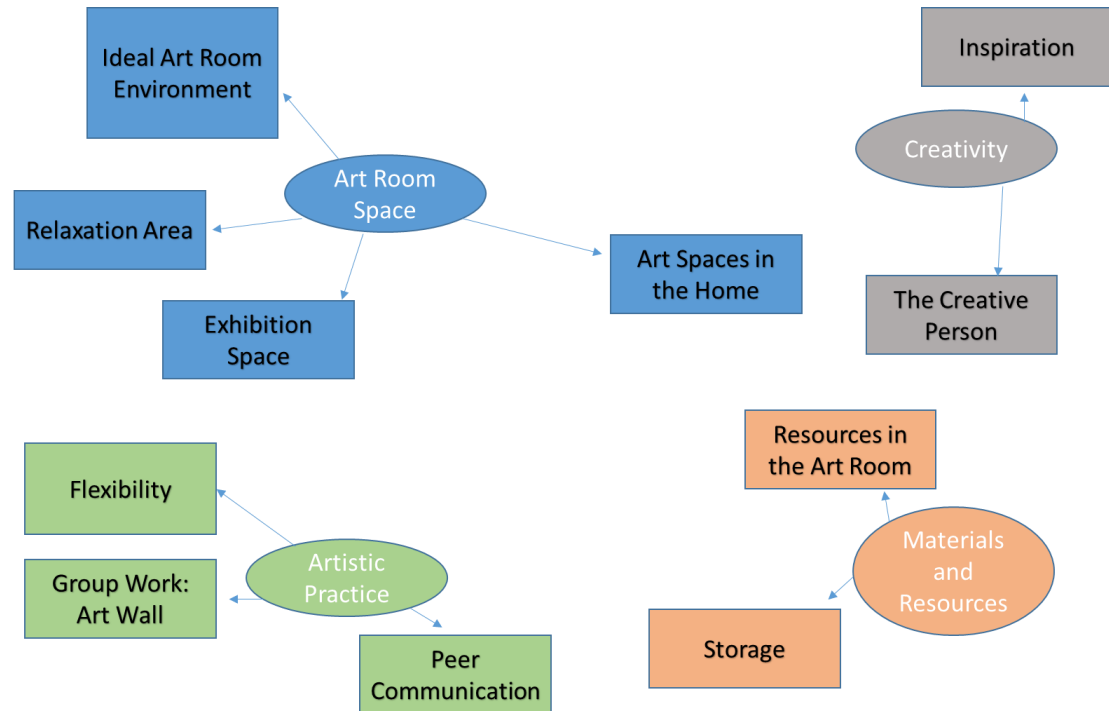 Ideal Art Room
Environment
Art Room
Space
Relaxation Area
Exhibition
Space
Art Spaces in
the Home
Inspiration
Creativity
The Creative
Person
Flexibility
Artistic
Practice
Group Work:
Art Wall
Peer
Communication
Resources in
the Art Room
Materials
and
Resources
Storage